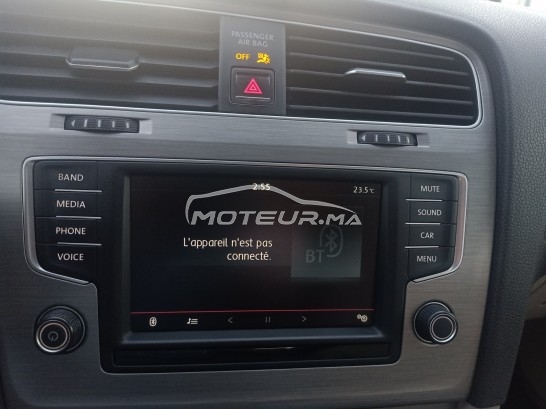 PASSENGER
AIR BAG
OFF
BAND
MEDIA
PHONE
VOICE
2:55
23.5°C
MOTEUR.MA
L'appareil n'est pas
connecté.
BT
MUTE
SOUND
CAR
MENU